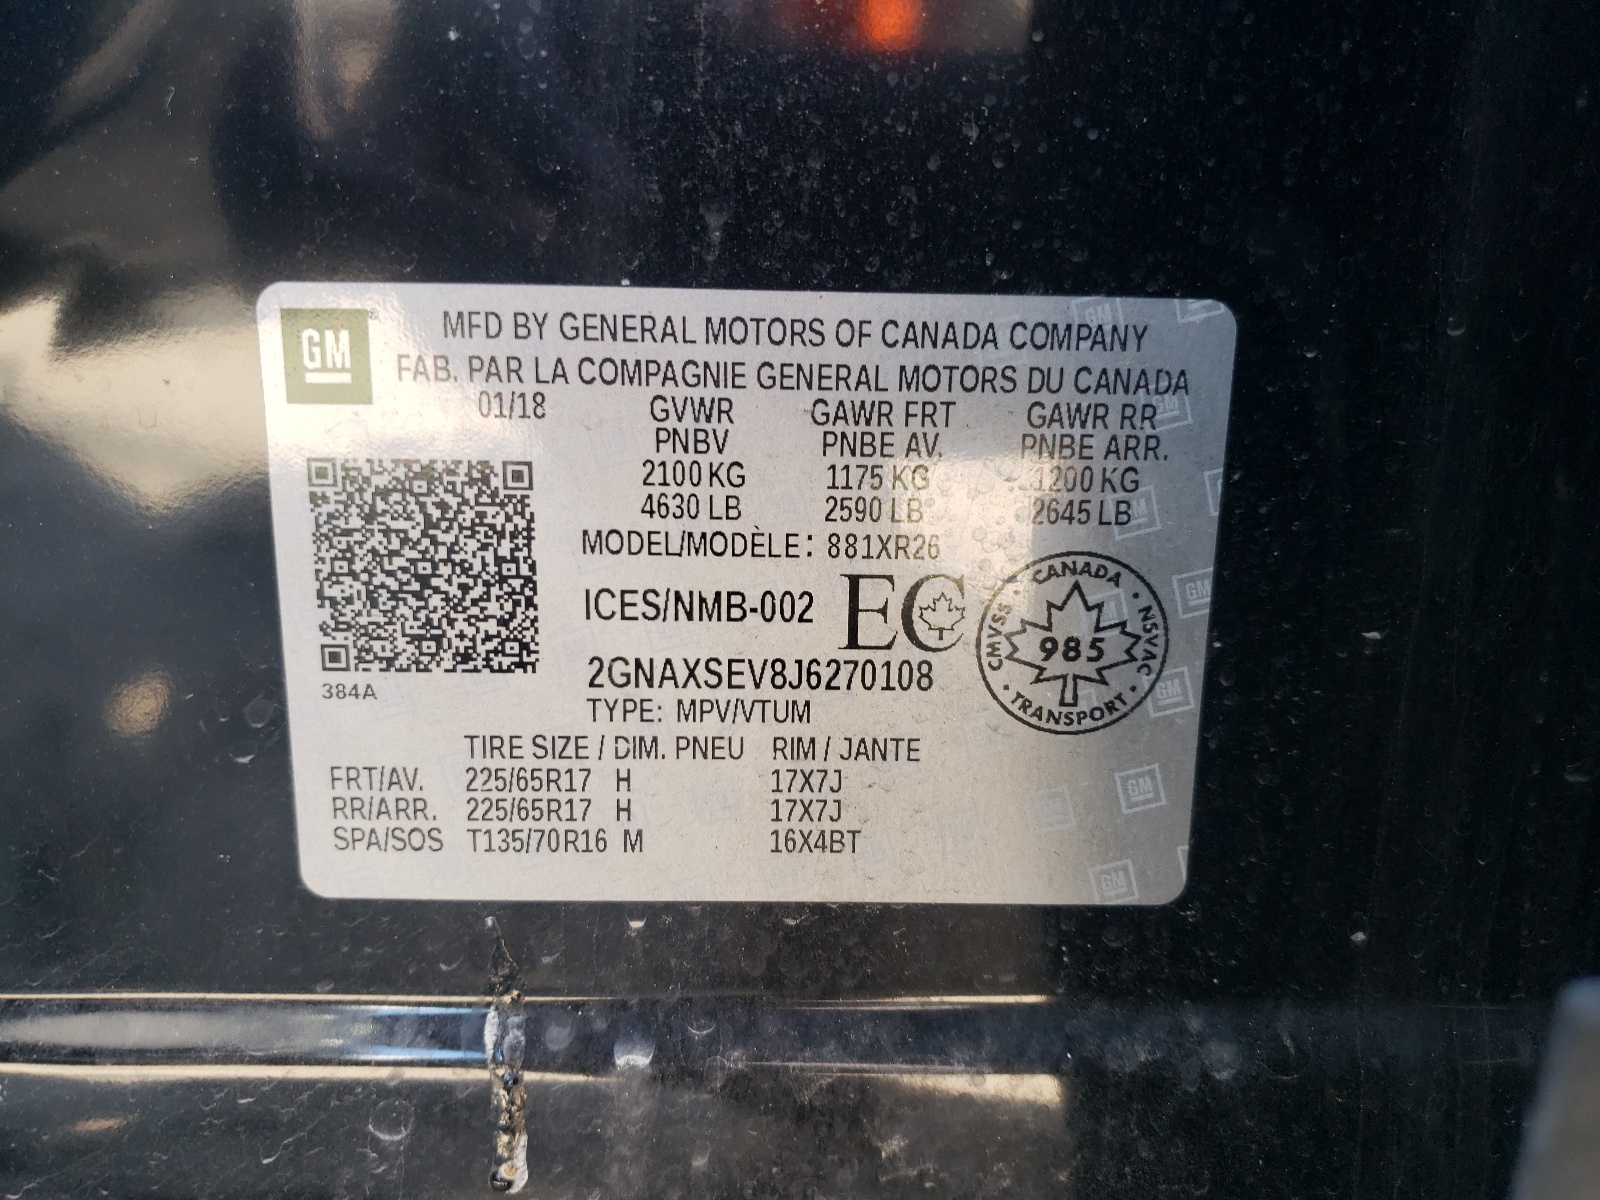 GM
MFD BY GENERAL MOTORS OF CANADA COMPANY
FAB. PAR LA COMPAGNIE GENERAL MOTORS DU CANADA
01/18 GVWR GAWR FRT GAWR RR
PNBV PNBE AV. PNBE ARR.
2100 KG 1175 KG 1200 KG
4630 LB 2590 LB 2645 LB
MODEL/MODÈLE: 881XR26
ICES/NMB-002 EC
CANADA
CMVSS 985 NSVAC
TRANSPORT
2GNAXSEV8J6270108
384A
TYPE: MPV/VTUM
TIRE SIZE / DIM. PNEU RIM / JANTE
FRT/AV. 225/65R17 H 17X7J
RR/ARR. 225/65R17 H 17X7J
SPA/SOS T135/70R16 M 16X4BT